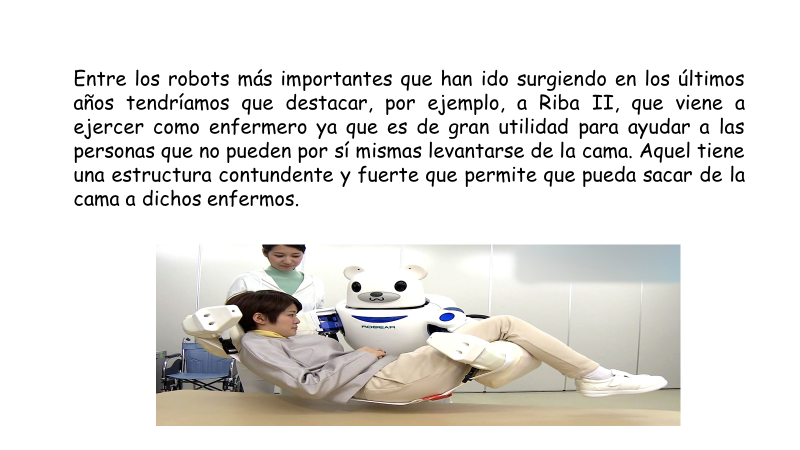 Entre los robots más importantes que han ido surgiendo en los últimos
años tendríamos que destacar, por ejemplo, a Riba II, que viene a
ejercer como enfermero ya que es de gran utilidad para ayudar a las
personas que no pueden por sí mismas levantarse de la cama. Aquel tiene
una estructura contundente y fuerte que permite que pueda sacar de la
cama a dichos enfermos.
ROBEAR